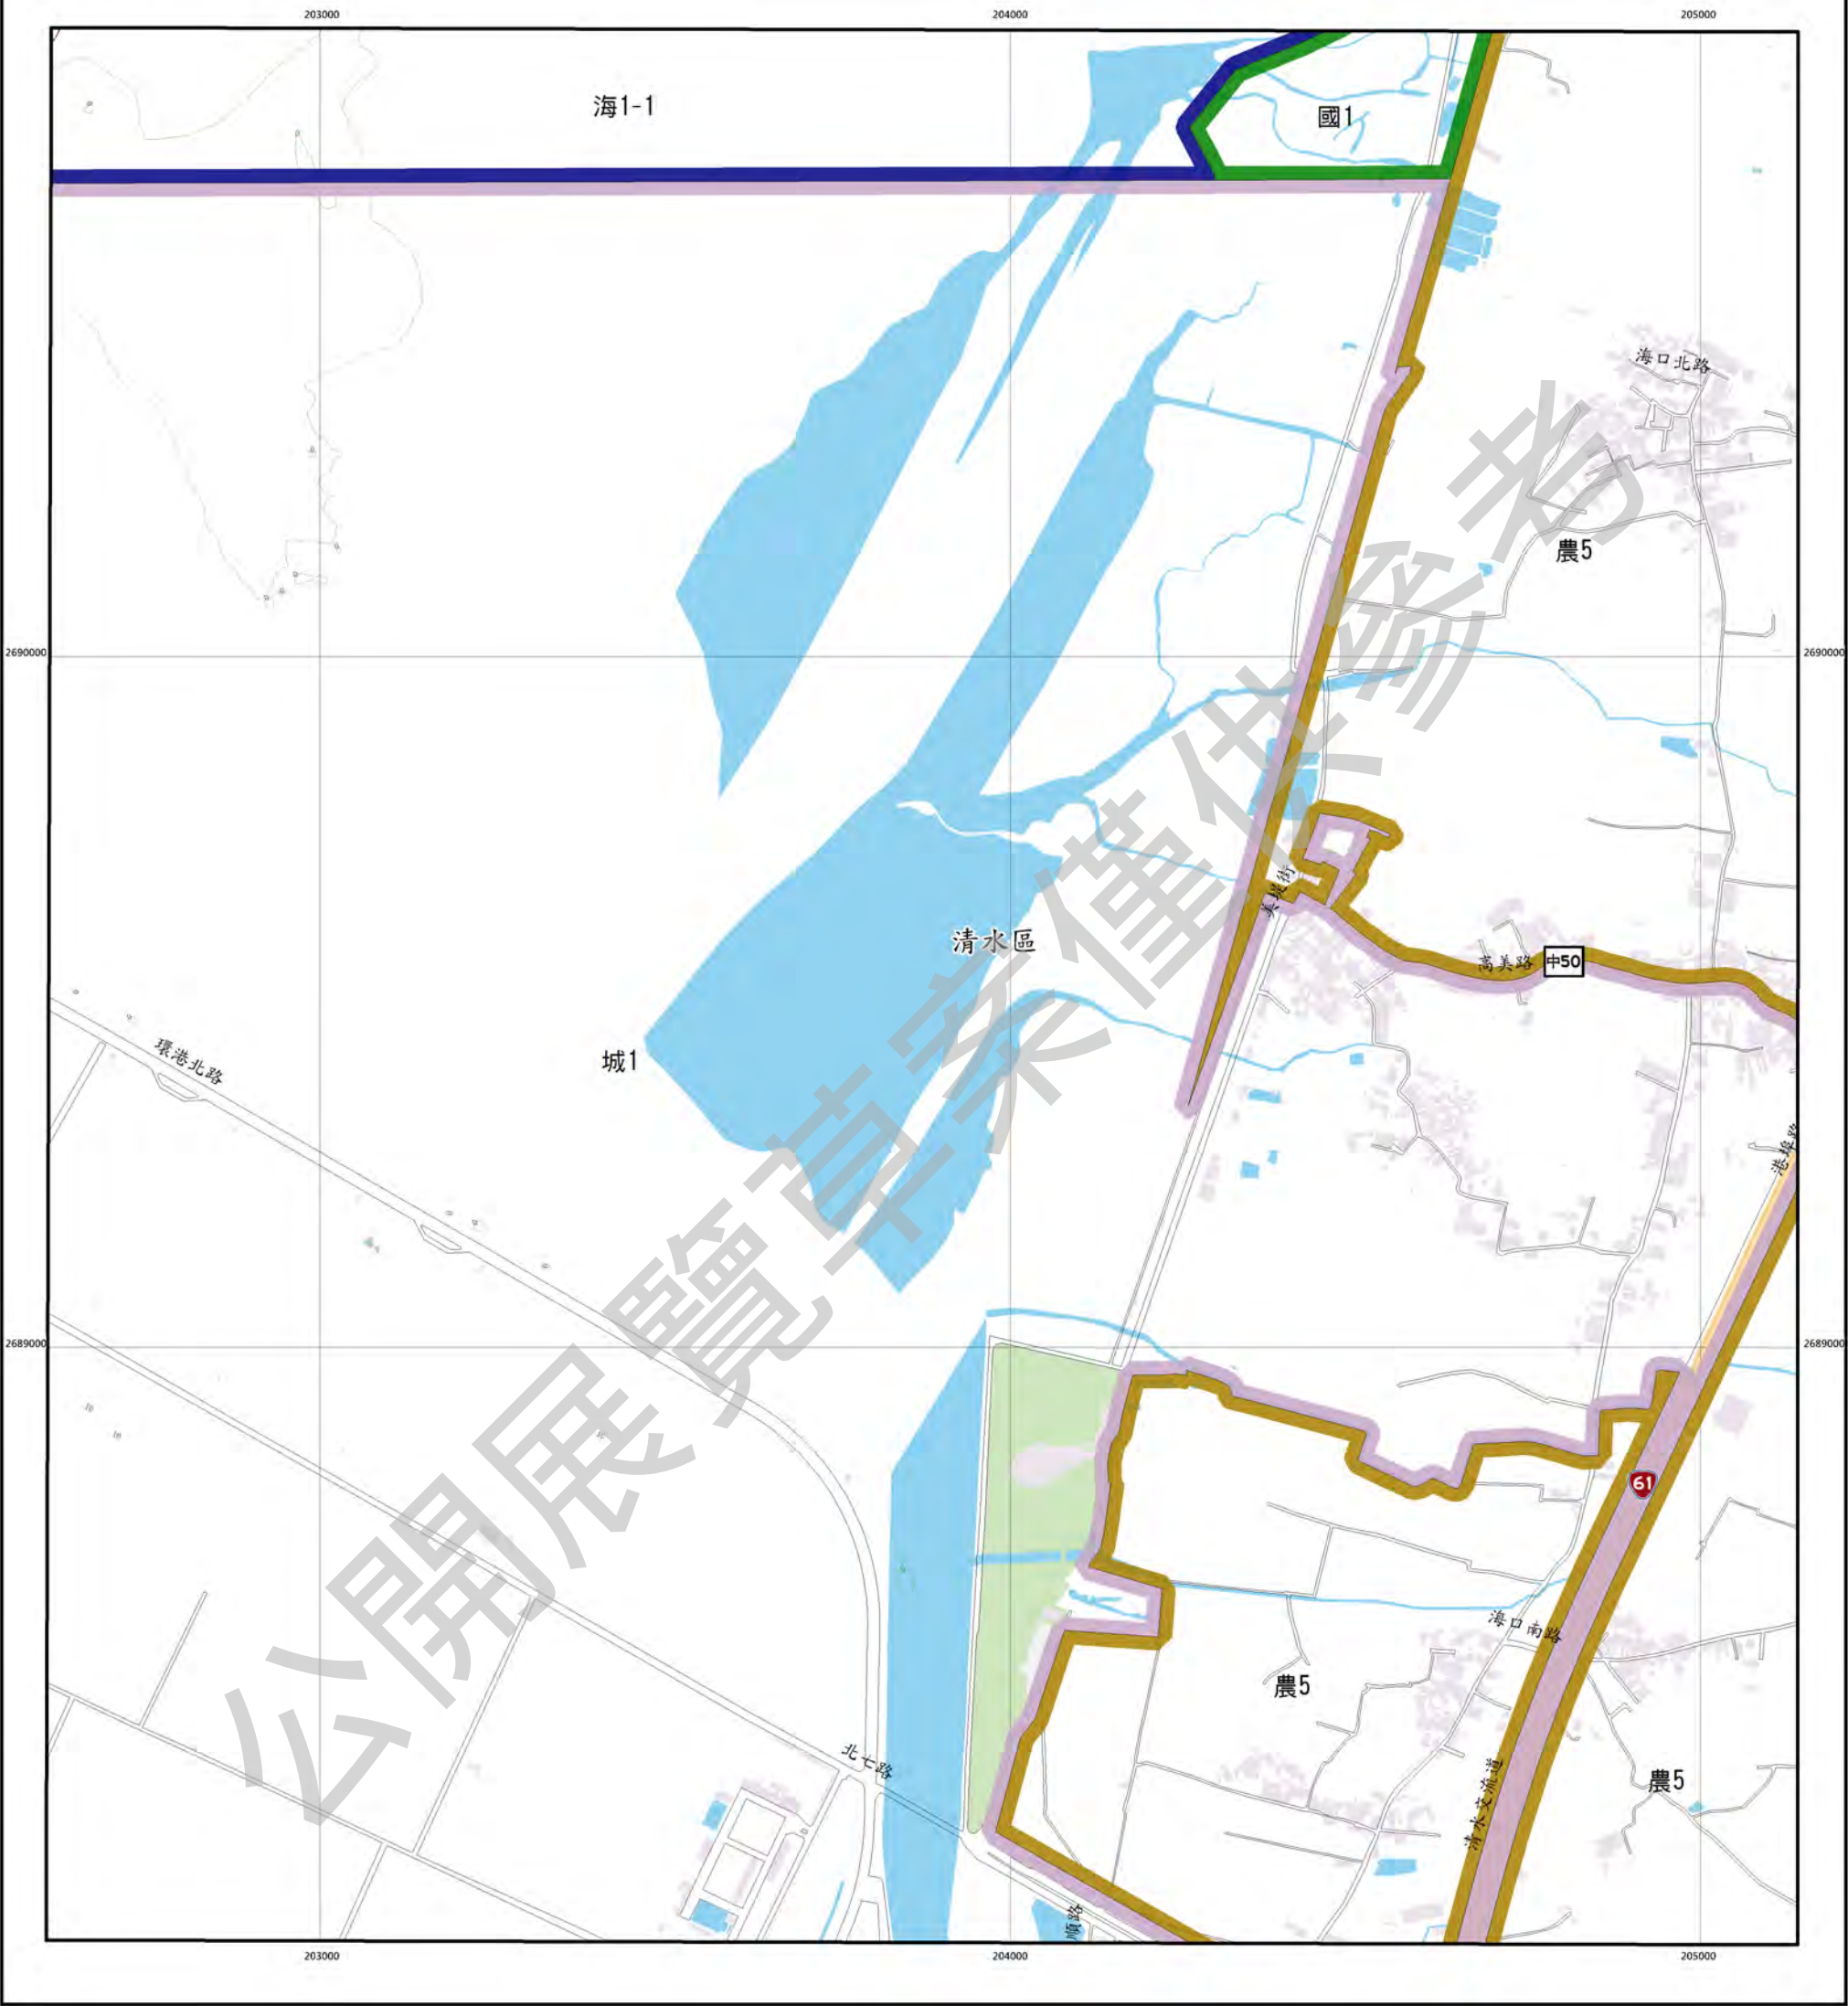 203000
204000
205000
海1-1
國1
海口北路
農5
2690000
2690000
美堤街
清水區
高美路
中50
城1
環港北路
港埠路
2689000
2689000
61
海口南路
農5
北七路
清水交流道
農5
順路
203000
204000
205000
公開展覽草案僅供參考